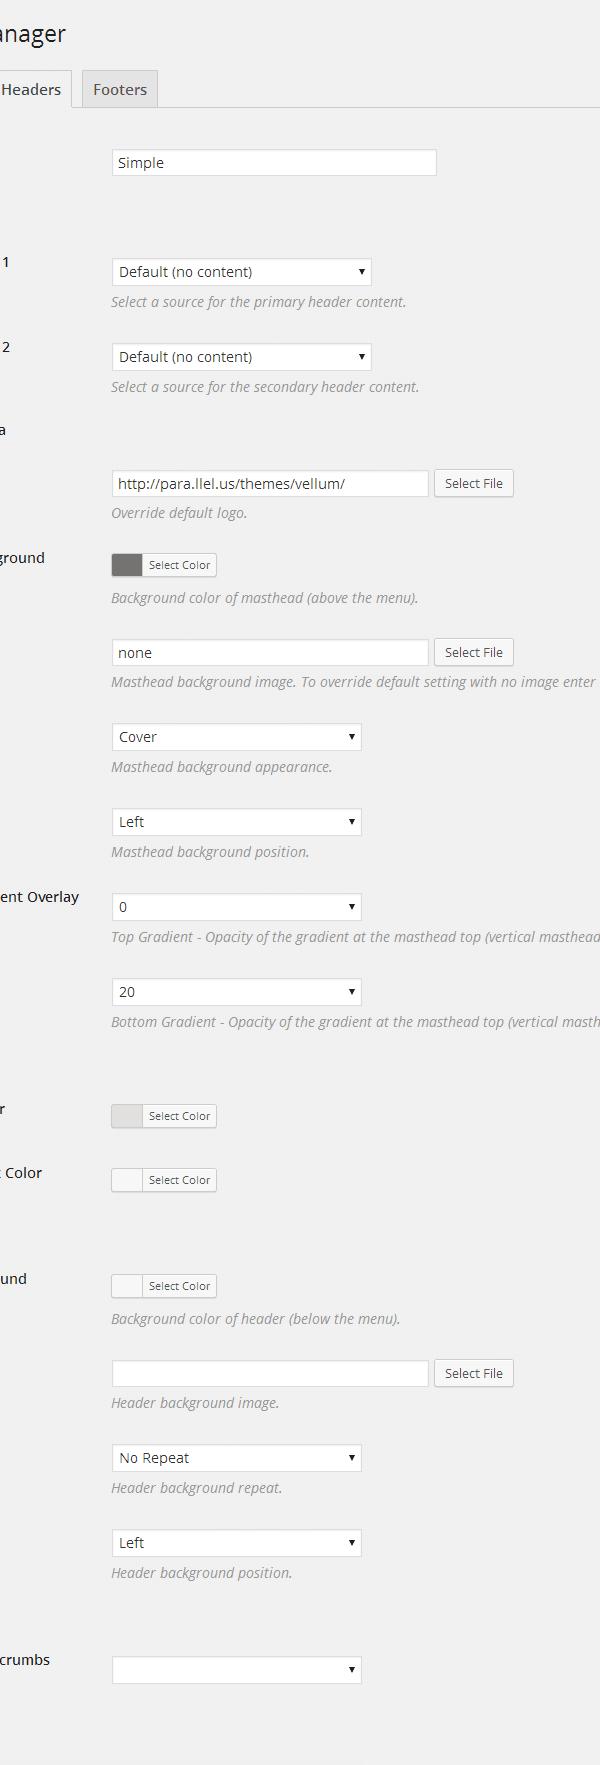 anager
Headers Footers
Simple
1 Default (no content)
Select a source for the primary header content.
2 Default (no content)
Select a source for the secondary header content.
a
http://para.llel.us/themes/vellum/ Select File
Override default logo.
ground Select Color
Background color of masthead (above the menu).
none Select File
Masthead background image. To override default setting with no image enter
Cover
Masthead background appearance.
Left
Masthead background position.
ent Overlay 0
Top Gradient - Opacity of the gradient at the masthead top (vertical masthead
20
Bottom Gradient - Opacity of the gradient at the masthead top (vertical masth
r Select Color
t Color Select Color
und Select Color
Background color of header (below the menu).
Select File
Header background image.
No Repeat
Header background repeat.
Left
Header background position.
crumbs